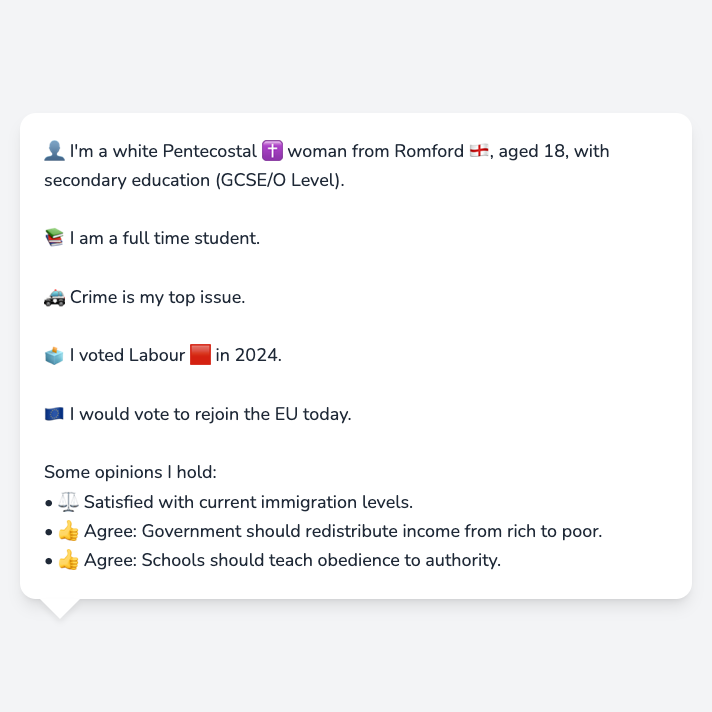 👤 I'm a white Pentecostal ✝️ woman from Romford 🏴󠁧󠁢󠁥󠁮󠁧󠁿, aged 18, with
secondary education (GCSE/O Level).
📚 I am a full time student.
🚓 Crime is my top issue.
🗳️ I voted Labour 🟥 in 2024.
🇪🇺 I would vote to rejoin the EU today.
Some opinions I hold:
• ⚖️ Satisfied with current immigration levels.
• 👍 Agree: Government should redistribute income from rich to poor.
• 👍 Agree: Schools should teach obedience to authority.